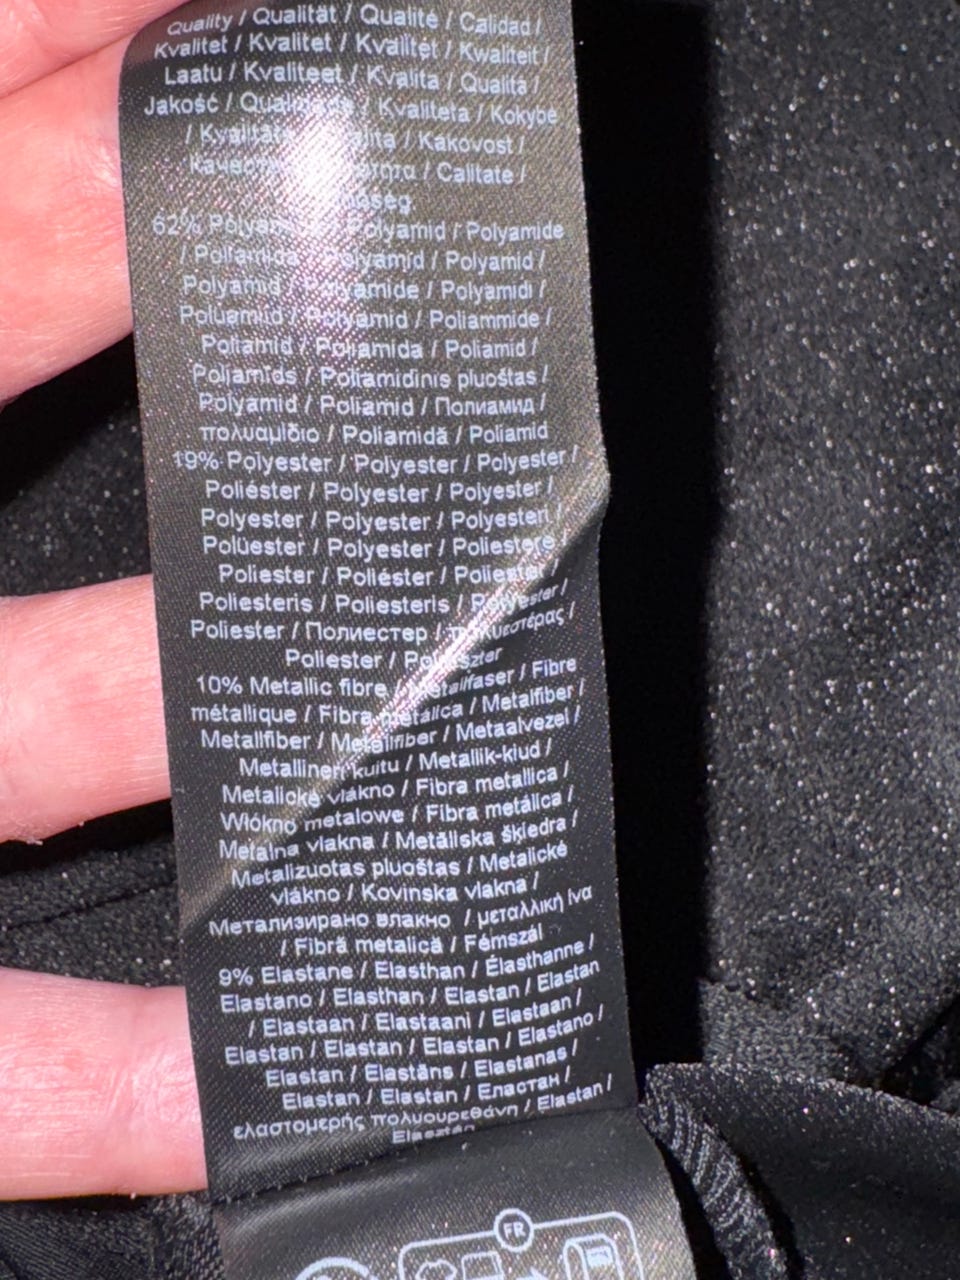 Quality / Qualität / Qualité / Calidad /
Kvalitet / Kvalitet / Kvalitet / Kwaliteit /
Laatu / Kvaliteet / Kvalita / Qualità /
Jakość / / Kvaliteta / Kokybe
/ / Kakovost /
/ Calitate /
62% / Polyamide
/ / Polyamid /
Polyamid / Polyamidi /
Polüamiid / Polyamid / Poliammide /
Poliamid / Poliamida / Poliamid /
Poliamīds / Poliamidinis pluoštas /
Polyamid / Poliamid / Полиамид /
πολυαμίδιο / Poliamidă / Poliamid
19% Polyester / Polyester / Polyester /
Poliéster / Polyester / Polyester /
Polyester / Polyester / Polyesteri /
Polüester / Polyester / Poliestere /
Poliester / Poliéster / Poliester
Poliesteris / Poliesteris / Polyester /
Poliester / Полиестер / πολυεστέρας /
Poliester / Poliészter
10% Metallic fibre / Metallfaser / Fibre
métallique / Fibra metálica / Metalfiber /
Metallfiber / Metallfiber / Metaalvezel /
Metallinen kuitu / Metallik-kiud /
Metalické vlákno / Fibra metallica /
Włókno metalowe / Fibra metálica /
Metalna vlakna / Metāliska šķiedra /
Metalizuotas pluoštas / Metalické
vlákno / Kovinska vlakna /
Метализирано влакно / μεταλλική ίνα
/ Fibră metalică / Fémszál
9% Elastane / Elasthan / Élasthanne /
Elastano / Elasthan / Elastan / Elastan
/ Elastaan / Elastaani / Elastaan /
Elastan / Elastan / Elastan / Elastano /
Elastan / Elastāns / Elastanas /
Elastan / Elastan / Еластан /
ελαστομερής πολυουρεθάνη / Elastan /
Elasztán
FR